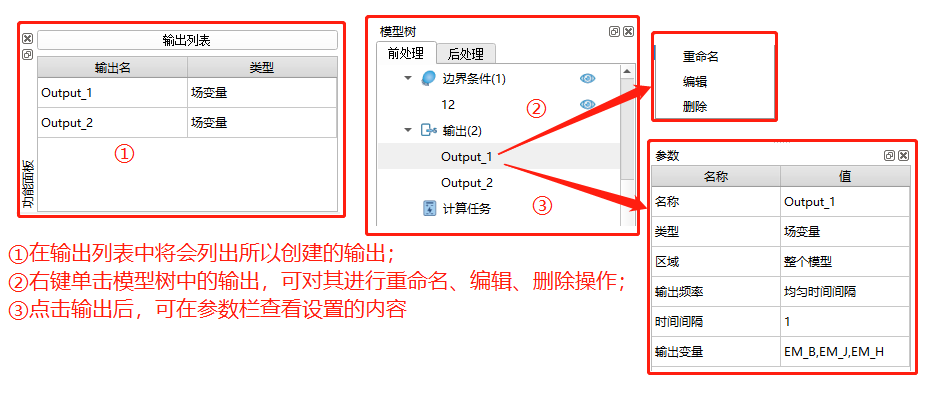 输出列表
输出名 类型
Output_1 场变量
Output_2 场变量
①
功能面板
模型树
前处理 后处理
边界条件(1)
12
输出(2)
Output_1
Output_2
计算任务
②
③
重命名
编辑
删除
参数
名称 值
名称 Output_1
类型 场变量
区域 整个模型
输出频率 均匀时间间隔
时间间隔 1
输出变量 EM_B,EM_J,EM_H
①在输出列表中将会列出所以创建的输出；
②右键单击模型树中的输出，可对其进行重命名、编辑、删除操作；
③点击输出后，可在参数栏查看设置的内容